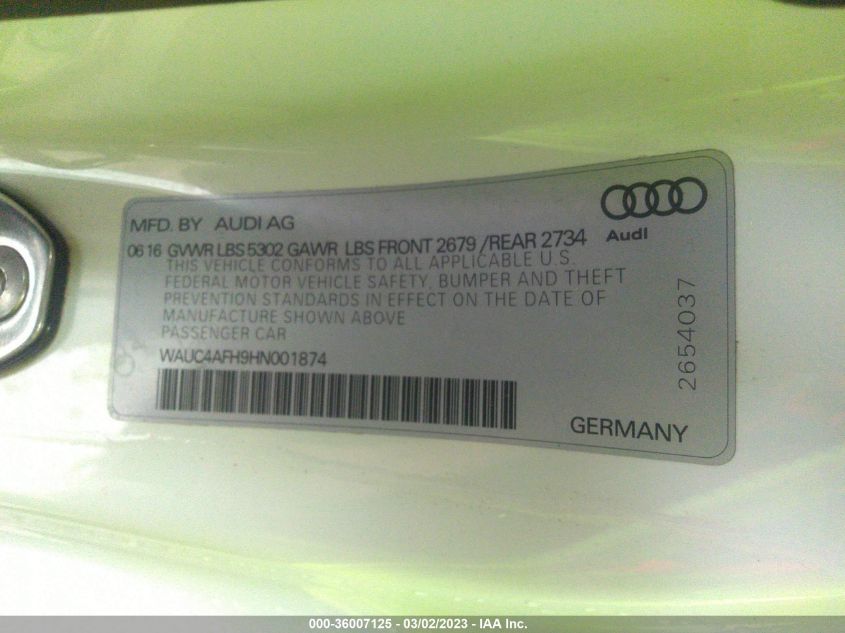 MFD. BY AUDI AG
Audi
06 16 GVWR LBS 5302 GAWR LBS FRONT 2679 /REAR 2734
THIS VEHICLE CONFORMS TO ALL APPLICABLE U.S.
FEDERAL MOTOR VEHICLE SAFETY, BUMPER AND THEFT
PREVENTION STANDARDS IN EFFECT ON THE DATE OF
MANUFACTURE SHOWN ABOVE
PASSENGER CAR
WAUC4AFH9HN001874
2654037
GERMANY
000-36007125 - 03/02/2023 - IAA Inc.